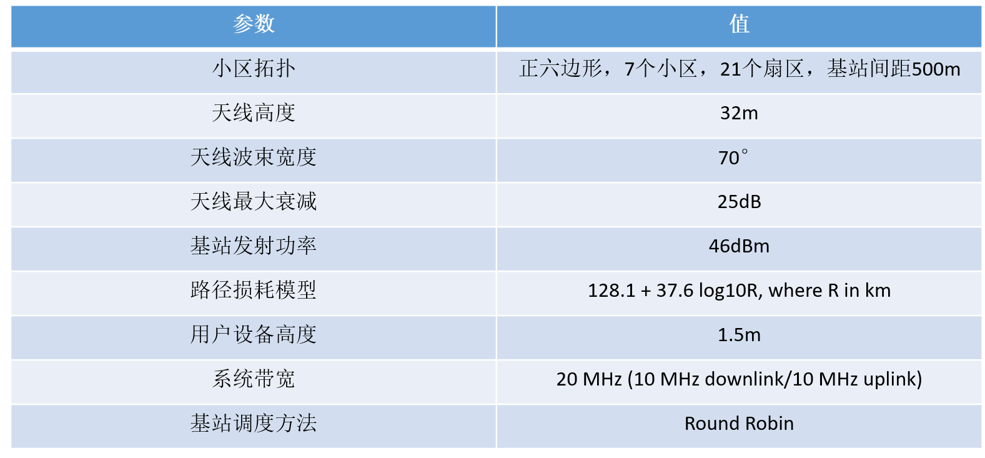 参数 值
小区拓扑 正六边形，7个小区，21个扇区，基站间距500m
天线高度 32m
天线波束宽度 70°
天线最大衰减 25dB
基站发射功率 46dBm
路径损耗模型 128.1 + 37.6 log10R, where R in km
用户设备高度 1.5m
系统带宽 20 MHz (10 MHz downlink/10 MHz uplink)
基站调度方法 Round Robin